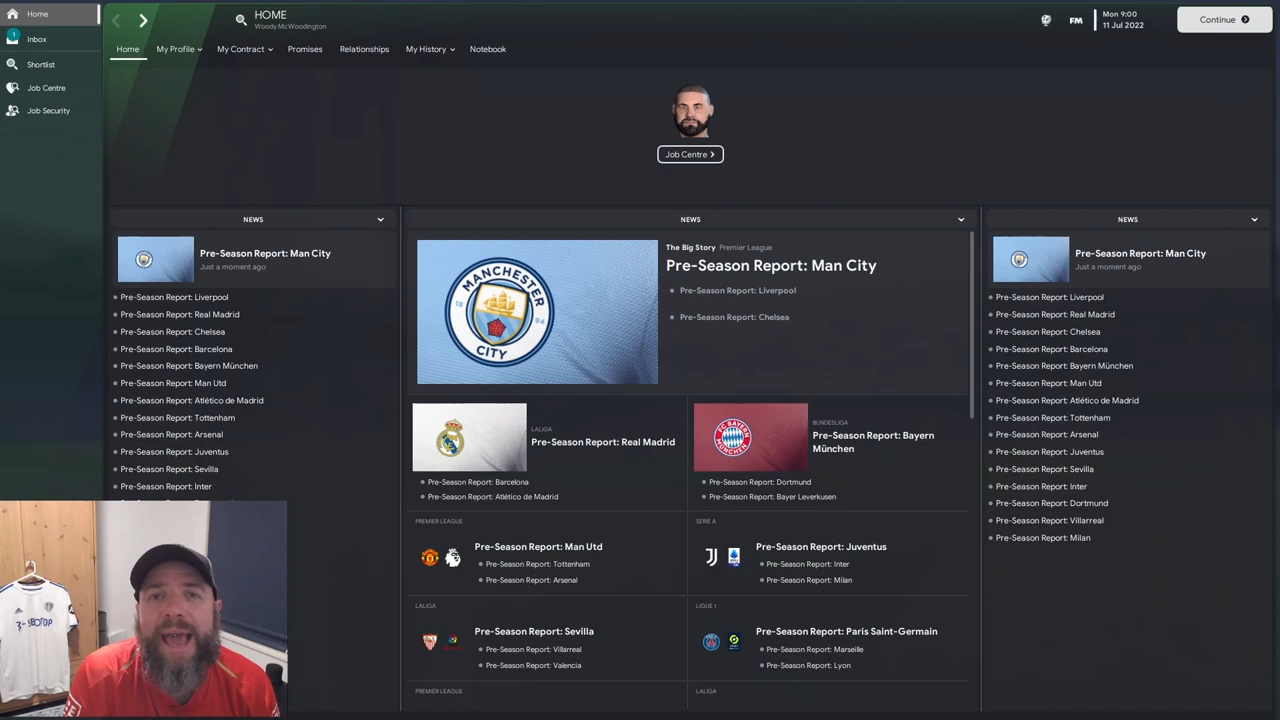 Home
1
Inbox
Shortlist
Job Centre
Job Security
HOME
Woody McWoodington
FM
Mon 9:00
11 Jul 2022
Continue
Home
My Profile
My Contract
Promises
Relationships
My History
Notebook
Job Centre
NEWS
Pre-Season Report: Man City
Just a moment ago
Pre-Season Report: Liverpool
Pre-Season Report: Real Madrid
Pre-Season Report: Chelsea
Pre-Season Report: Barcelona
Pre-Season Report: Bayern München
Pre-Season Report: Man Utd
Pre-Season Report: Atlético de Madrid
Pre-Season Report: Tottenham
Pre-Season Report: Arsenal
Pre-Season Report: Juventus
Pre-Season Report: Sevilla
Pre-Season Report: Inter
NEWS
MANCHESTER
18 94
CITY
The Big Story Premier League
Pre-Season Report: Man City
Pre-Season Report: Liverpool
Pre-Season Report: Chelsea
LALIGA
Pre-Season Report: Real Madrid
Pre-Season Report: Barcelona
Pre-Season Report: Atlético de Madrid
FC BAYERN
MÜNCHEN
BUNDESLIGA
Pre-Season Report: Bayern
München
Pre-Season Report: Dortmund
Pre-Season Report: Bayer Leverkusen
PREMIER LEAGUE
Pre-Season Report: Man Utd
Pre-Season Report: Tottenham
Pre-Season Report: Arsenal
SERIE A
Pre-Season Report: Juventus
Pre-Season Report: Inter
Pre-Season Report: Milan
LALIGA
Pre-Season Report: Sevilla
Pre-Season Report: Villarreal
Pre-Season Report: Valencia
LIGUE 1
Pre-Season Report: Paris Saint-Germain
Pre-Season Report: Marseille
Pre-Season Report: Lyon
PREMIER LEAGUE
LALIGA
NEWS
Pre-Season Report: Man City
Just a moment ago
Pre-Season Report: Liverpool
Pre-Season Report: Real Madrid
Pre-Season Report: Chelsea
Pre-Season Report: Barcelona
Pre-Season Report: Bayern München
Pre-Season Report: Man Utd
Pre-Season Report: Atlético de Madrid
Pre-Season Report: Tottenham
Pre-Season Report: Arsenal
Pre-Season Report: Juventus
Pre-Season Report: Sevilla
Pre-Season Report: Inter
Pre-Season Report: Dortmund
Pre-Season Report: Villarreal
Pre-Season Report: Milan